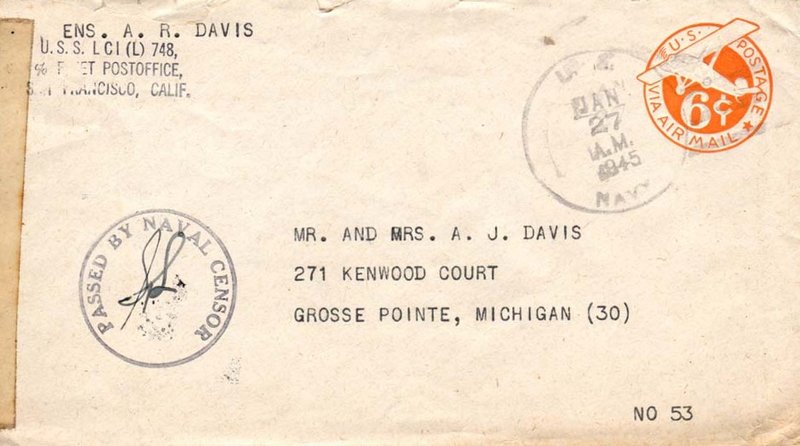 ENS. A. R. DAVIS
U.S.S. LCI (L) 748,
% POSTOFFICE,
FRANCISCO, CALIF.
U.S. POSTAGE
6¢
VIA AIR MAIL
JAN
27
A.M.
1945
NAVY
PASSED BY NAVAL CENSOR
MR. AND MRS. A. J. DAVIS
271 KENWOOD COURT
GROSSE POINTE, MICHIGAN (30)
NO 53